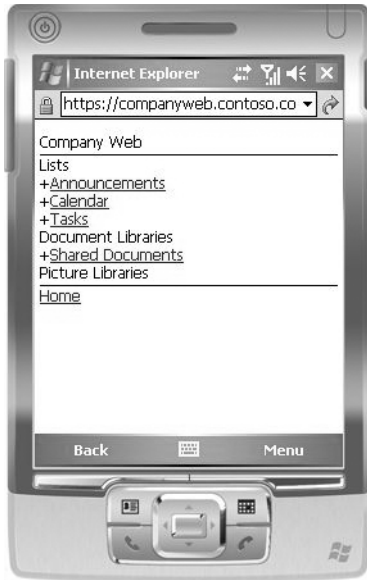 Internet Explorer
https://companyweb.contoso.co
Company Web
Lists
+Announcements
+Calendar
+Tasks
Document Libraries
+Shared Documents
Picture Libraries
Home
Back Menu